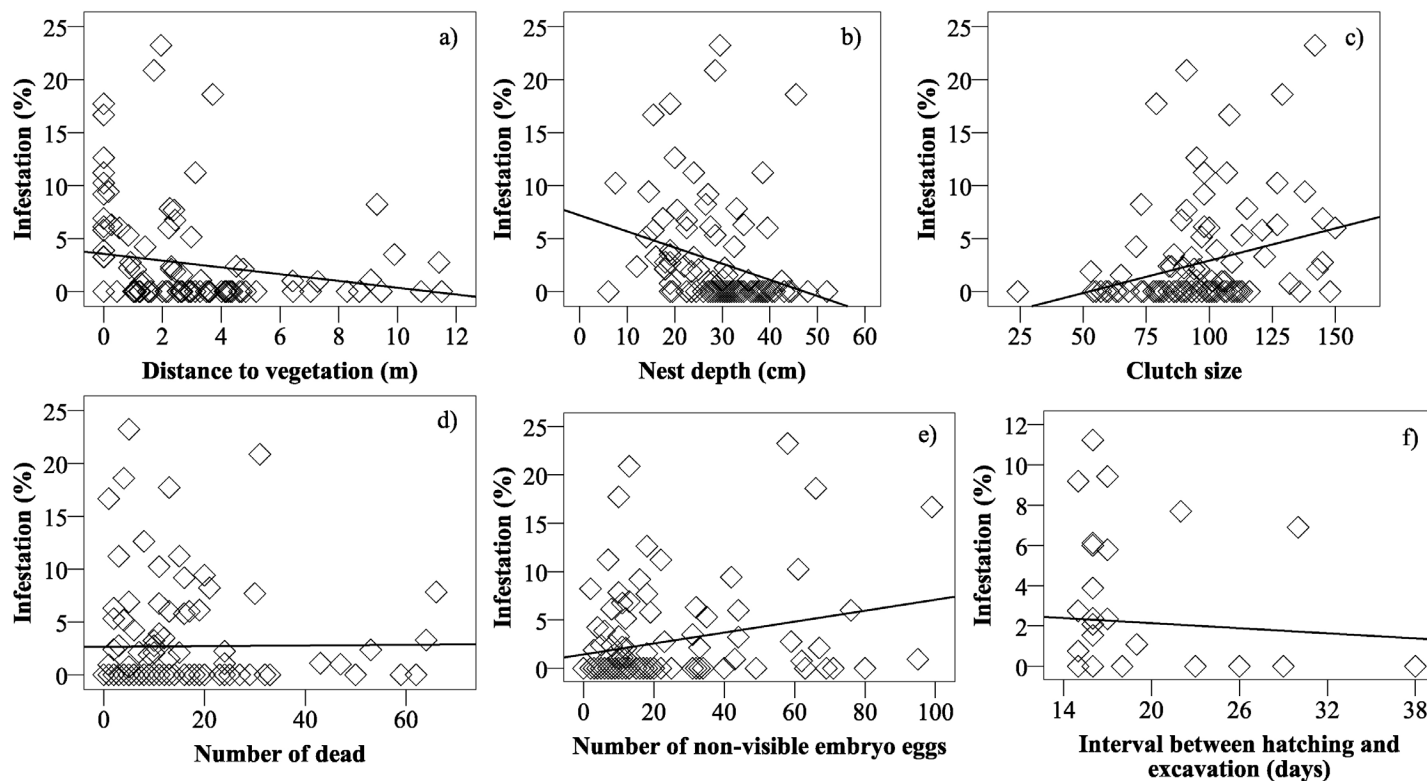 a)
Infestation (%)
25
20
15
10
5
0
0 2 4 6 8 10 12
Distance to vegetation (m)
b)
Infestation (%)
25
20
15
10
5
0
0 10 20 30 40 50 60
Nest depth (cm)
c)
Infestation (%)
25
20
15
10
5
0
25 50 75 100 125 150
Clutch size
d)
Infestation (%)
25
20
15
10
5
0
0 20 40 60
Number of dead
e)
Infestation (%)
25
20
15
10
5
0
0 20 40 60 80 100
Number of non-visible embryo eggs
f)
Infestation (%)
12
10
8
6
4
2
0
14 20 26 32 38
Interval between hatching and
excavation (days)